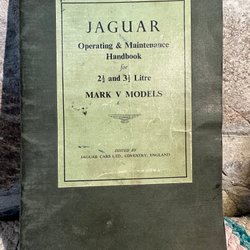 JAGUAR
Operating & Maintenance
Handbook
for
2½ and 3½ Litre
MARK V MODELS
EDITED BY
JAGUAR CARS LTD., COVENTRY, ENGLAND